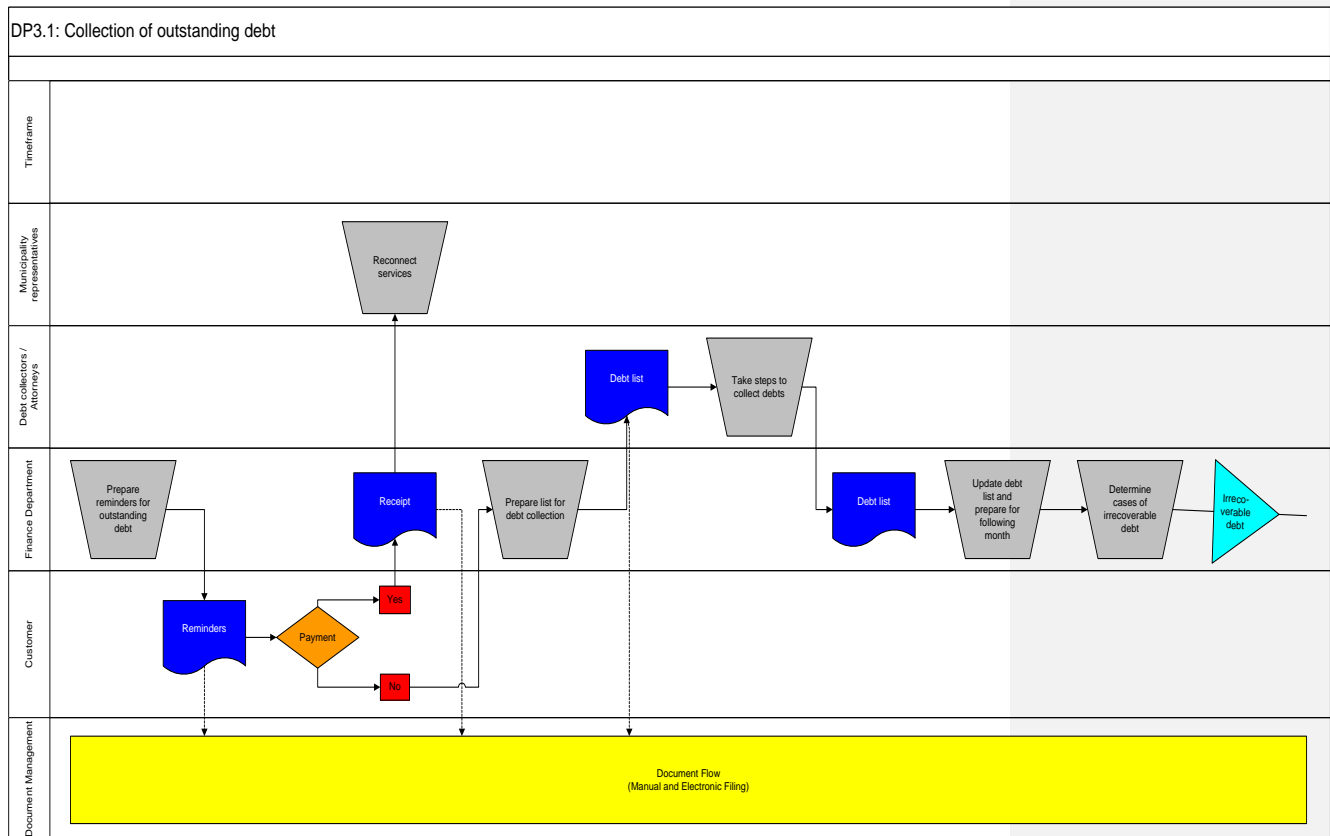 DP3.1: Collection of outstanding debt
Timeframe
Municipality
representatives
Reconnect
services
Debt collectors /
Attorneys
Debt list
Take steps to
collect debts
Finance Department
Prepare
reminders for
outstanding
debt
Receipt
Prepare list for
debt collection
Debt list
Update debt
list and
prepare for
following
month
Determine
cases of
irrecoverable
debt
Irreco-
verable
debt
Customer
Reminders
Payment
Yes
No
Document Management
Document Flow
(Manual and Electronic Filing)